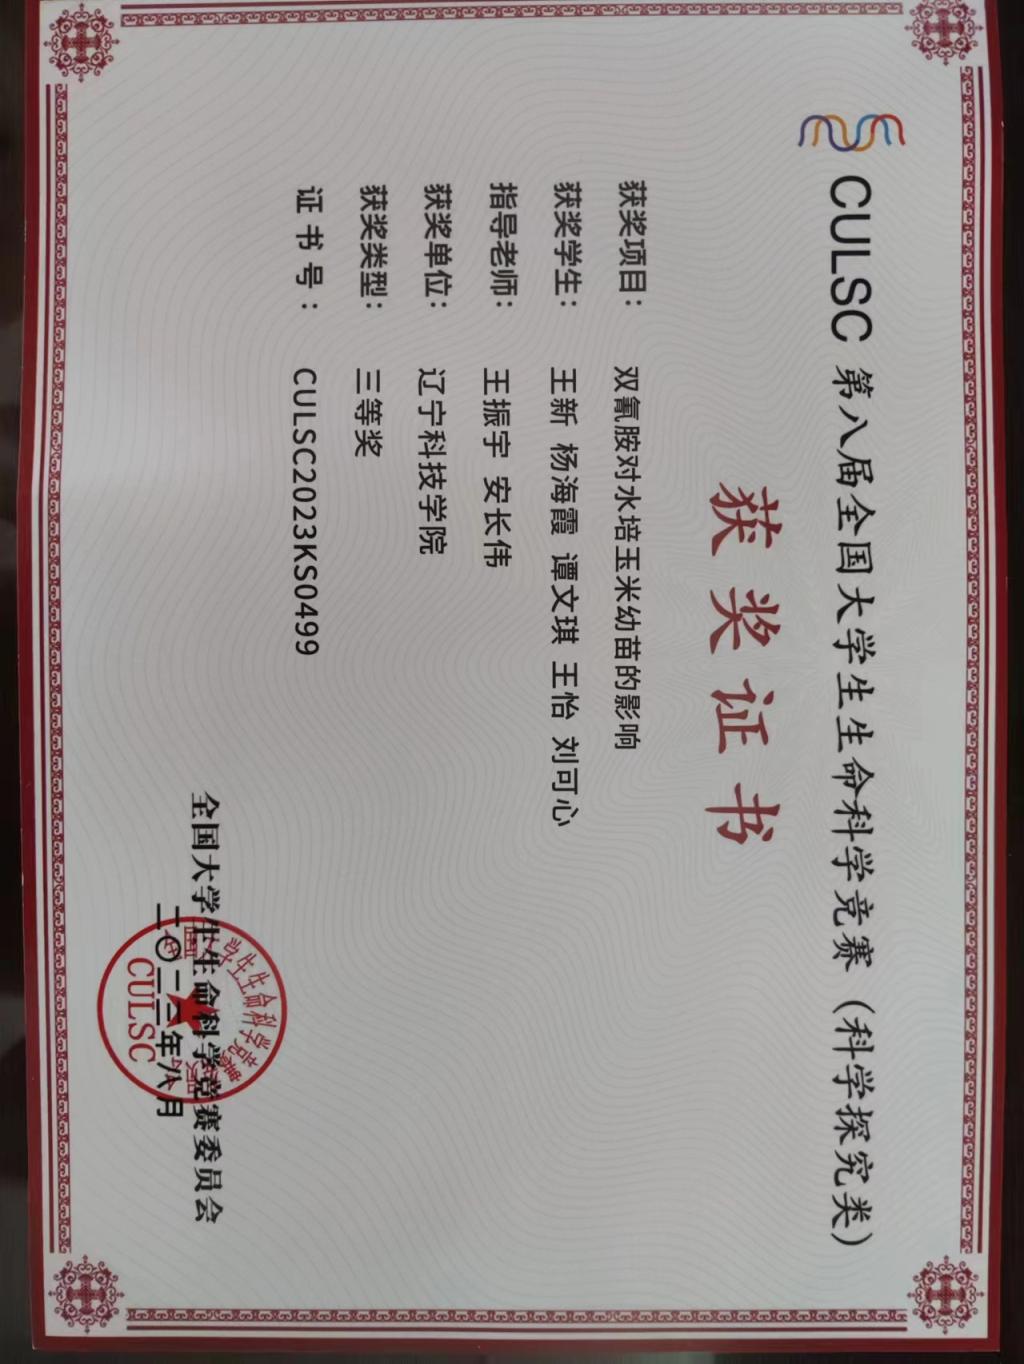 CULSC 第八届全国大学生生命科学竞赛（科学探究类）
获奖证书
获奖项目： 双氰胺对水培玉米幼苗的影响
获奖学生： 王新 杨海霞 谭文琪 王怡 刘可心
指导老师： 王振宇 安长伟
获奖单位： 辽宁科技学院
获奖类型： 三等奖
证书号： CULSC2023KS0499
全国大学生生命科学竞赛委员会
二〇二三年八月
CULSC